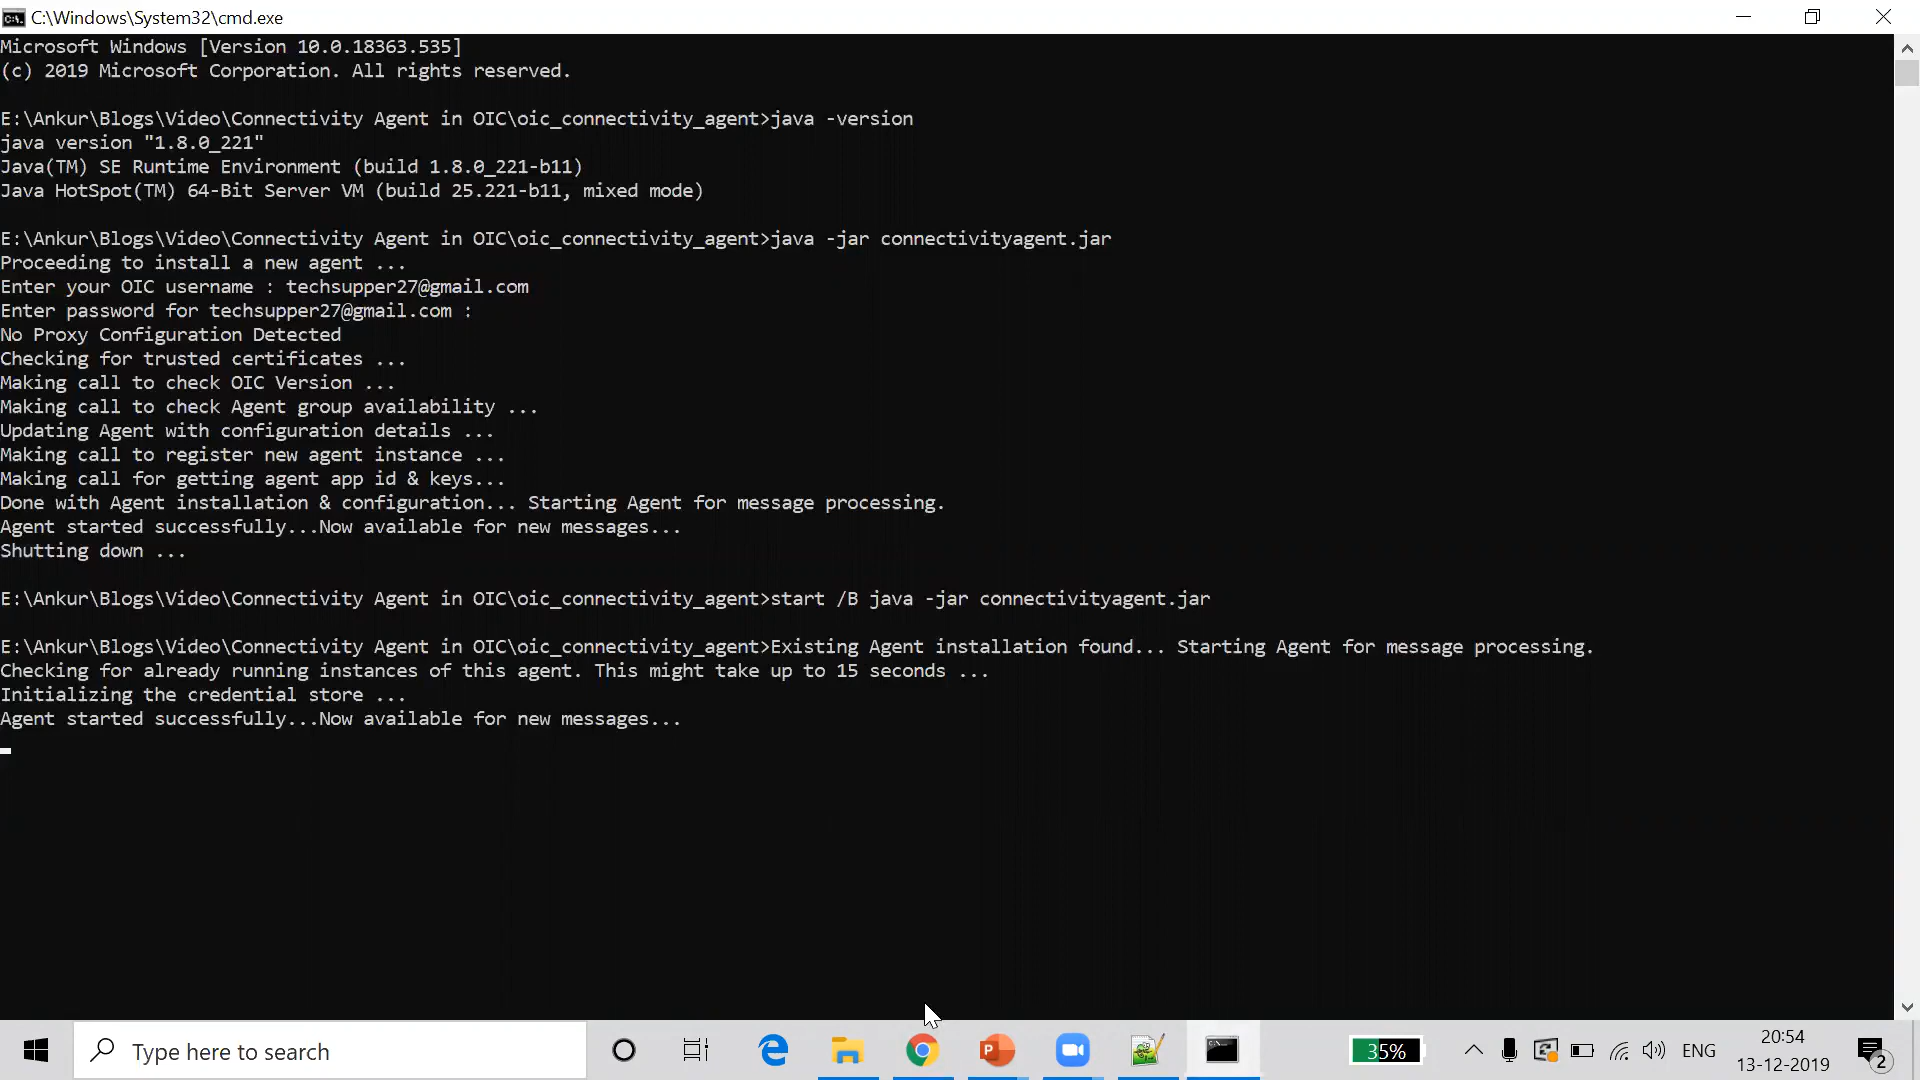 C:\Windows\System32\cmd.exe
Microsoft Windows [Version 10.0.18363.535]
(c) 2019 Microsoft Corporation. All rights reserved.
E:\Ankur\Blogs\Video\Connectivity Agent in OIC\oic_connectivity_agent>java -version
java version "1.8.0_221"
Java(TM) SE Runtime Environment (build 1.8.0_221-b11)
Java HotSpot(TM) 64-Bit Server VM (build 25.221-b11, mixed mode)
E:\Ankur\Blogs\Video\Connectivity Agent in OIC\oic_connectivity_agent>java -jar connectivityagent.jar
Proceeding to install a new agent ...
Enter your OIC username : techsupper27@gmail.com
Enter password for techsupper27@gmail.com :
No Proxy Configuration Detected
Checking for trusted certificates ...
Making call to check OIC Version ...
Making call to check Agent group availability ...
Updating Agent with configuration details ...
Making call to register new agent instance ...
Making call for getting agent app id & keys...
Done with Agent installation & configuration... Starting Agent for message processing.
Agent started successfully...Now available for new messages...
Shutting down ...
E:\Ankur\Blogs\Video\Connectivity Agent in OIC\oic_connectivity_agent>start /B java -jar connectivityagent.jar
E:\Ankur\Blogs\Video\Connectivity Agent in OIC\oic_connectivity_agent>Existing Agent installation found... Starting Agent for message processing.
Checking for already running instances of this agent. This might take up to 15 seconds ...
Initializing the credential store ...
Agent started successfully...Now available for new messages...
Type here to search
35%
ENG
20:54
13-12-2019
2